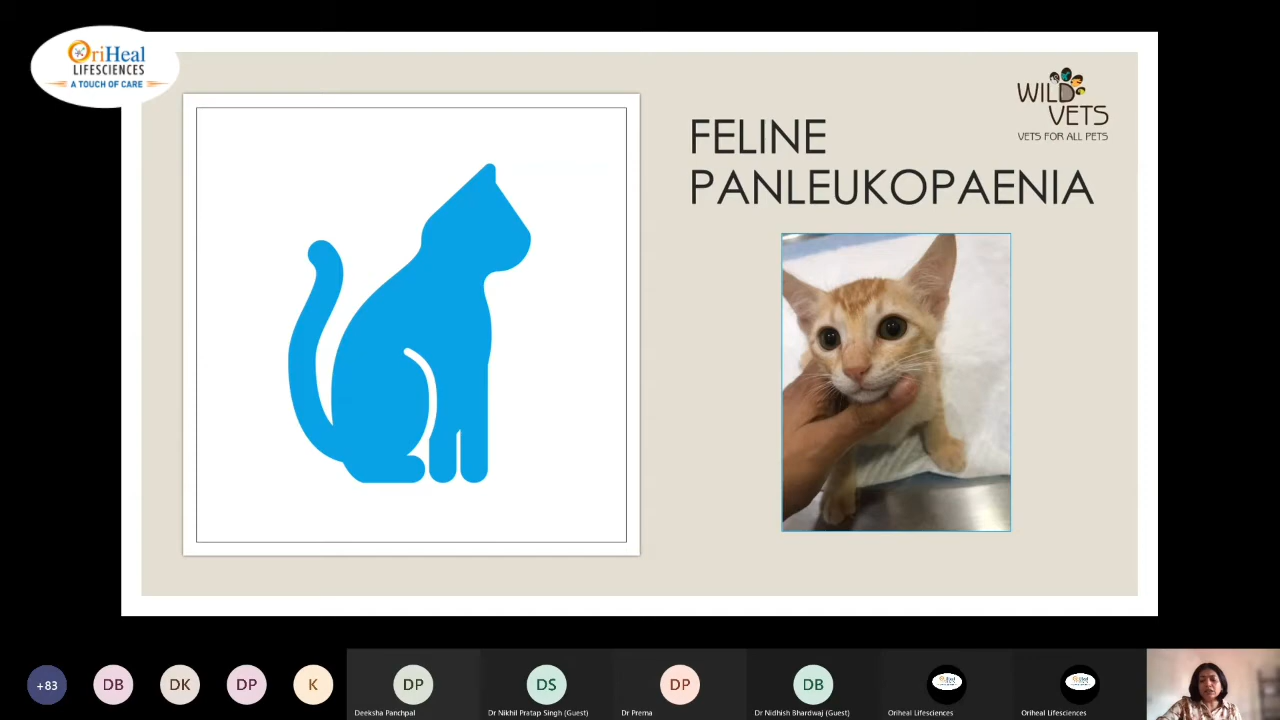 OriHeal
LIFESCIENCES
A TOUCH OF CARE
WILD
VETS
VETS FOR ALL PETS
FELINE
PANLEUKOPAENIA
+83
DB
DK
DP
K
DP
DS
DP
DB
OriHeal
OriHeal
Deeksha Panchpal
Dr Nikhil Pratap Singh (Guest)
Dr Prema
Dr Nidhish Bhardwaj (Guest)
Oriheal Lifesciences
Oriheal Lifesciences